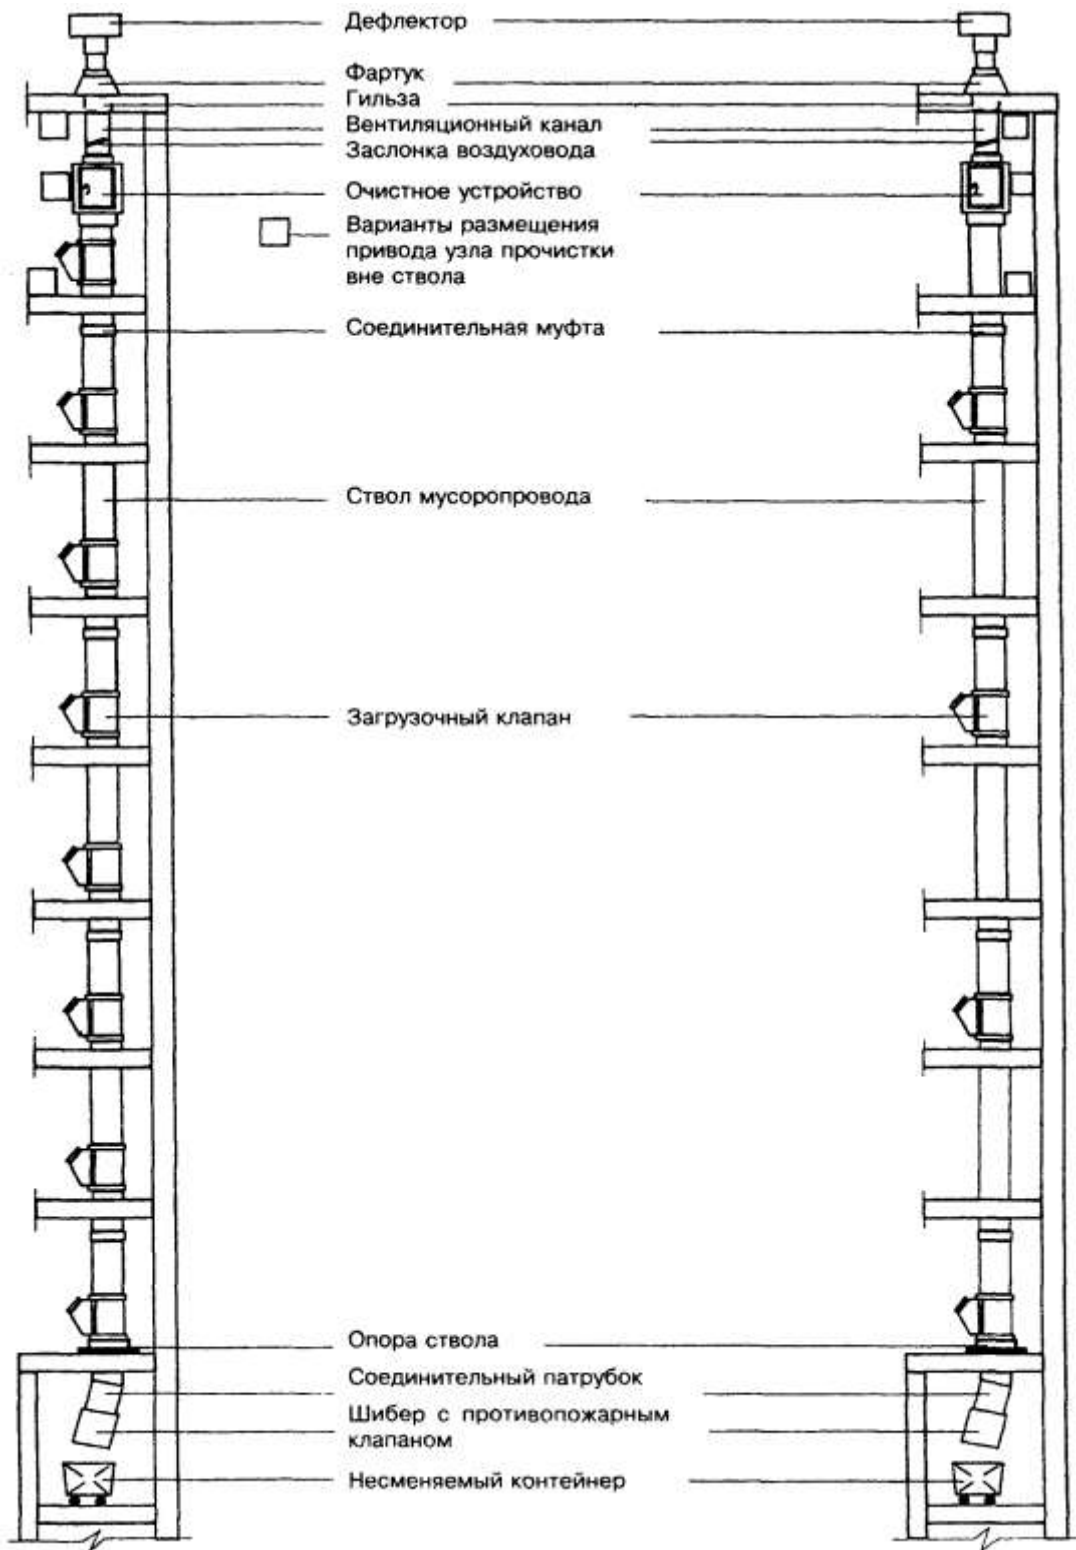 Дефлектор
Фартук
Гильза
Вентиляционный канал
Заслонка воздуховода
Очистное устройство
Варианты размещения
привода узла прочистки
вне ствола
Соединительная муфта
Ствол мусоропровода
Загрузочный клапан
Опора ствола
Соединительный патрубок
Шибер с противопожарным
клапаном
Несменяемый контейнер